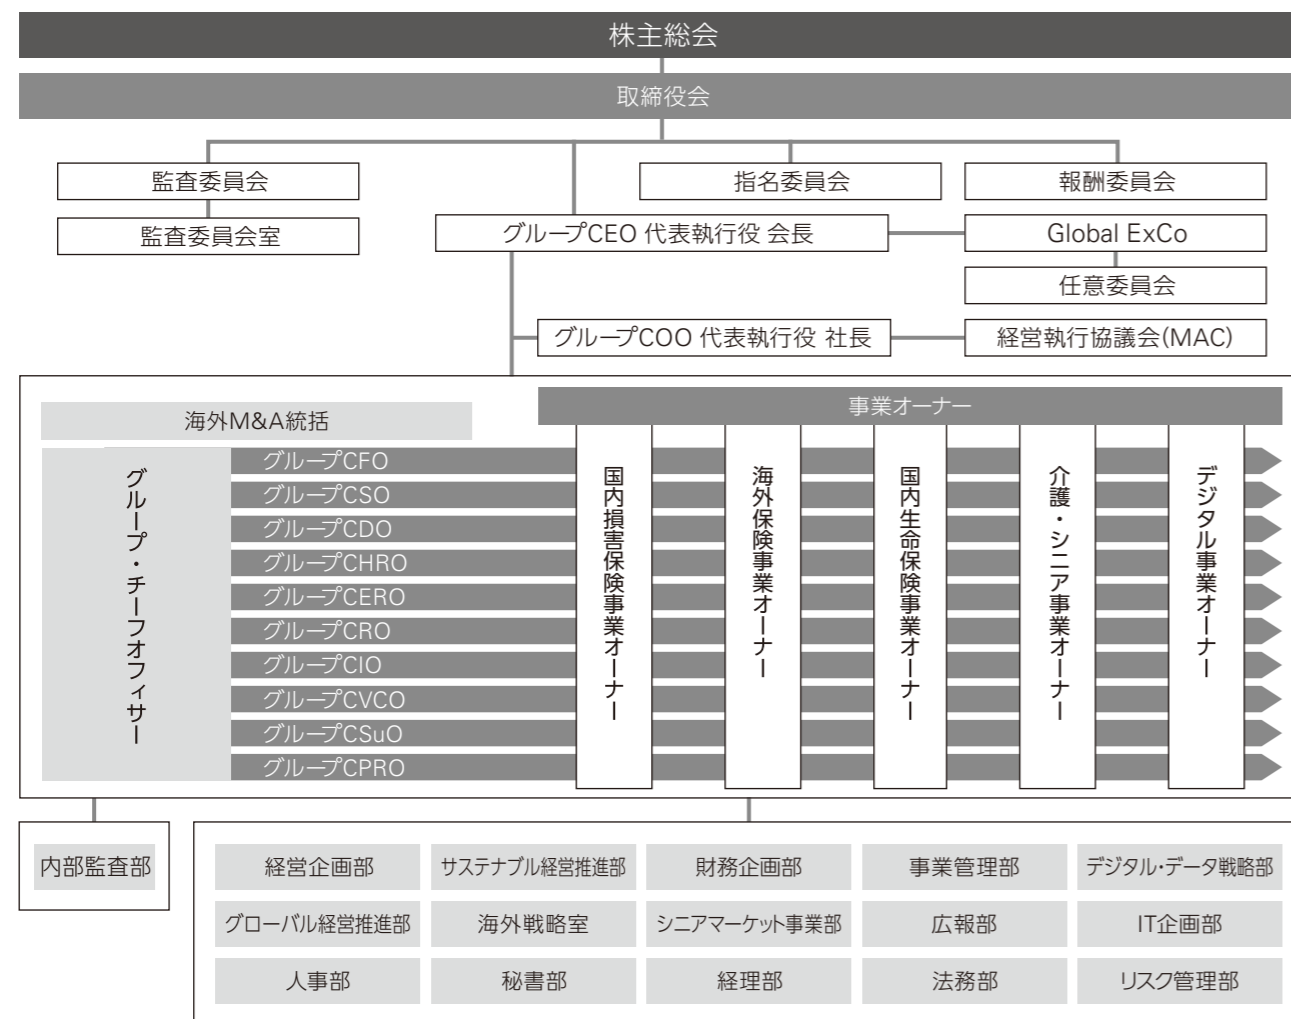 株主総会
取締役会
監査委員会
指名委員会
報酬委員会
監査委員会室
グループCEO 代表執行役 会長
Global ExCo
任意委員会
グループCOO 代表執行役 社長
経営執行協議会(MAC)
海外M&A統括
事業オーナー
グループ・チーフオフィサー
グループCFO
グループCSO
グループCDO
グループCHRO
グループCERO
グループCRO
グループCIO
グループCVCO
グループCSuO
グループCPRO
国内損害保険事業オーナー
海外保険事業オーナー
国内生命保険事業オーナー
介護・シニア事業オーナー
デジタル事業オーナー
内部監査部
経営企画部
サステナブル経営推進部
財務企画部
事業管理部
デジタル・データ戦略部
グローバル経営推進部
海外戦略室
シニアマーケット事業部
広報部
IT企画部
人事部
秘書部
経理部
法務部
リスク管理部